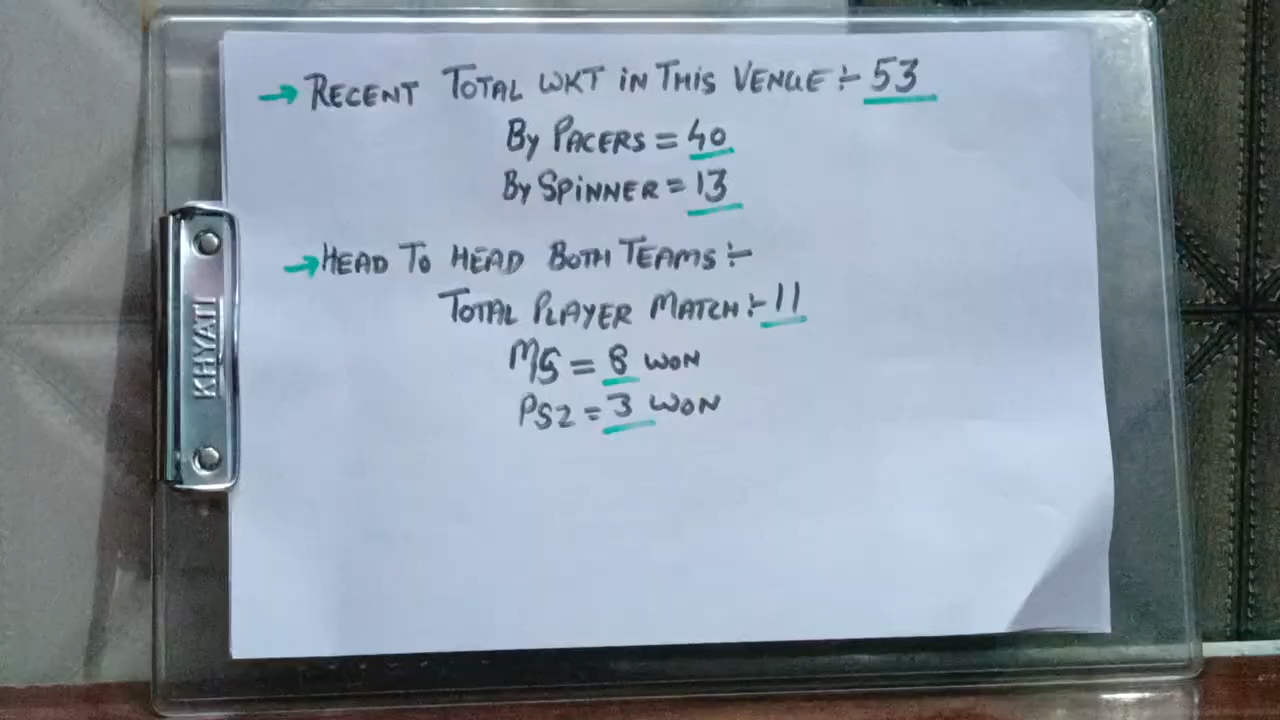 → RECENT TOTAL WKT IN THIS VENUE :- 53
By PACERS = 40
By SPINNER = 13
→ HEAD TO HEAD BOTH TEAMS :-
TOTAL PLAYER MATCH :- 11
MS = 8 WON
PSZ = 3 WON
KHYATI